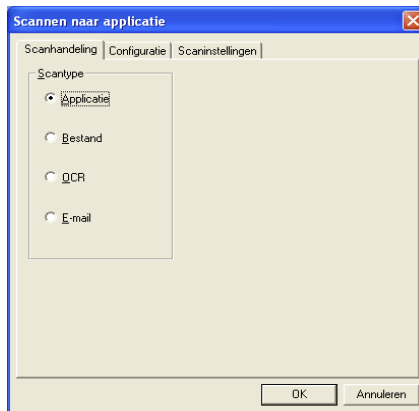 Scannen naar applicatie
Scanhandeling Configuratie Scaninstellingen
Scantype
Applicatie
Bestand
OCR
E-mail
OK Annuleren